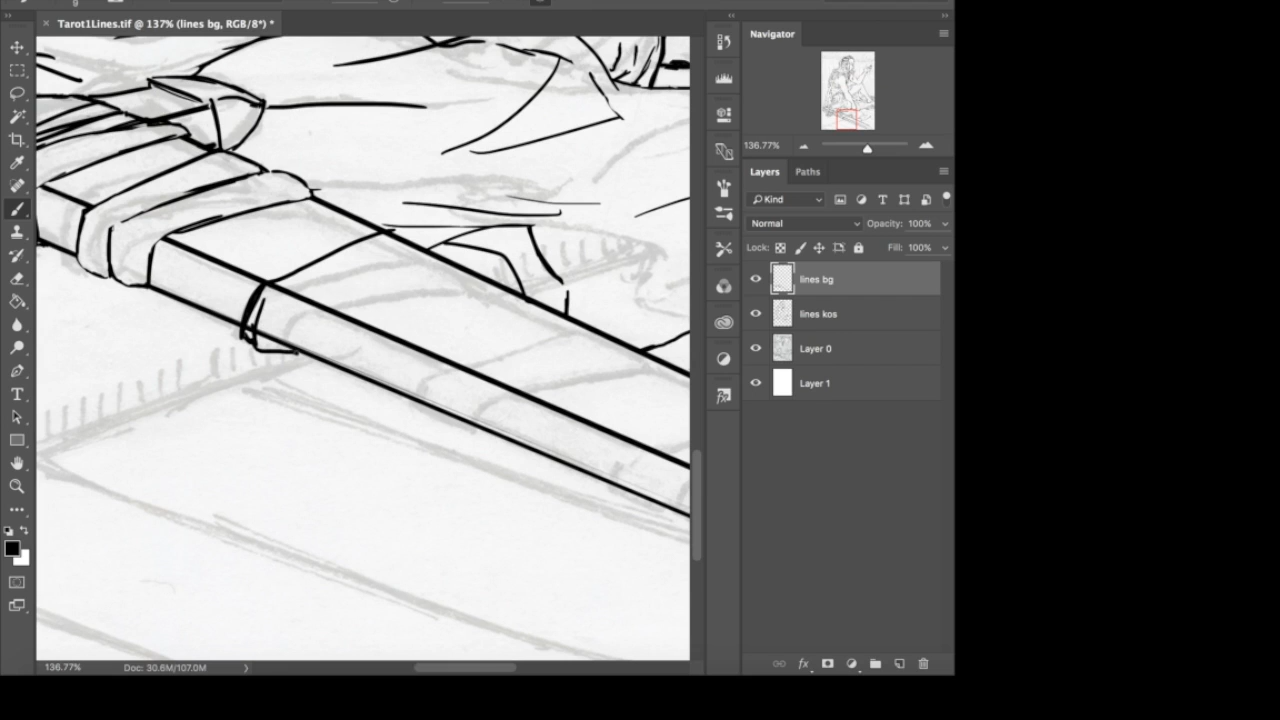 Tarot1Lines.tif @ 137% (lines bg, RGB/8*) *
Navigator
136.77%
Layers Paths
Kind
Normal Opacity: 100%
Lock: Fill: 100%
lines bg
lines kos
Layer 0
Layer 1
136.77% Doc: 30.6M/107.0M